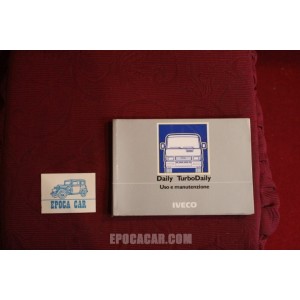 Daily TurboDaily
Uso e manutenzione
IVECO
EPOCA CAR
EPOCACAR.COM